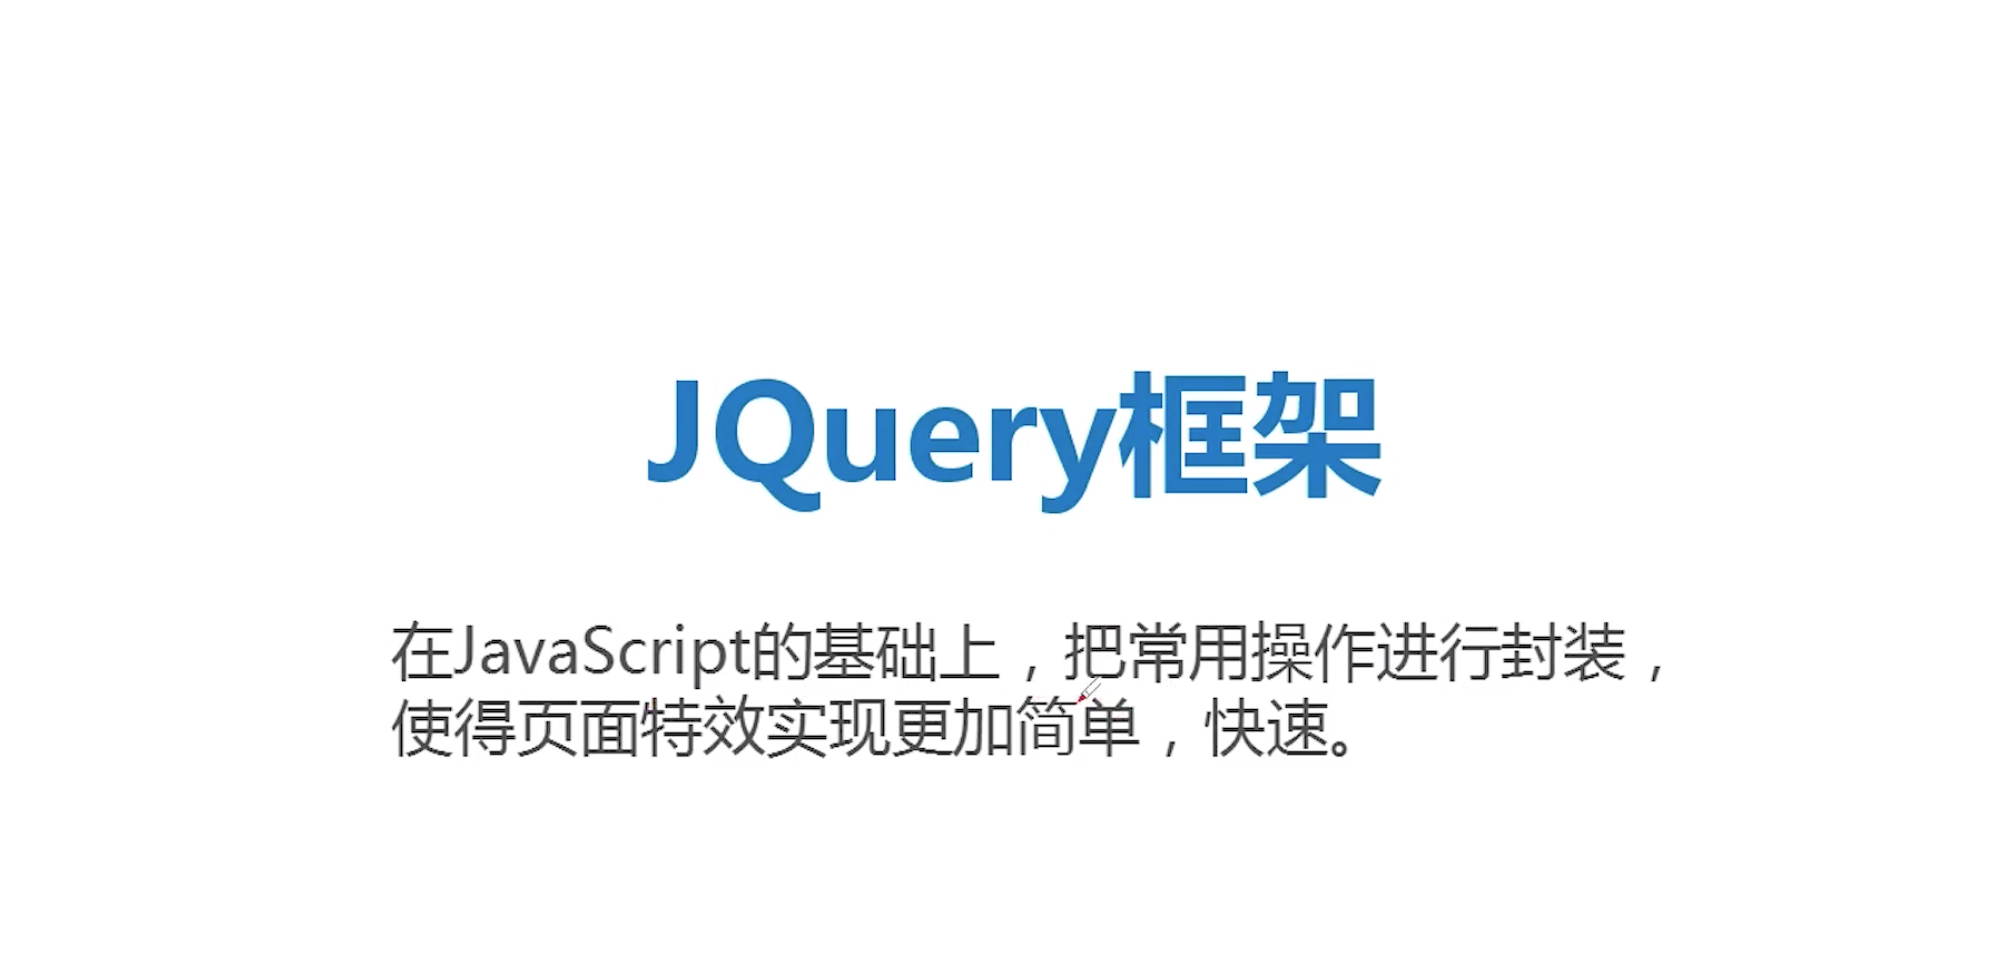 JQuery框架
在JavaScript的基础上，把常用操作进行封装，
使得页面特效实现更加简单，快速。